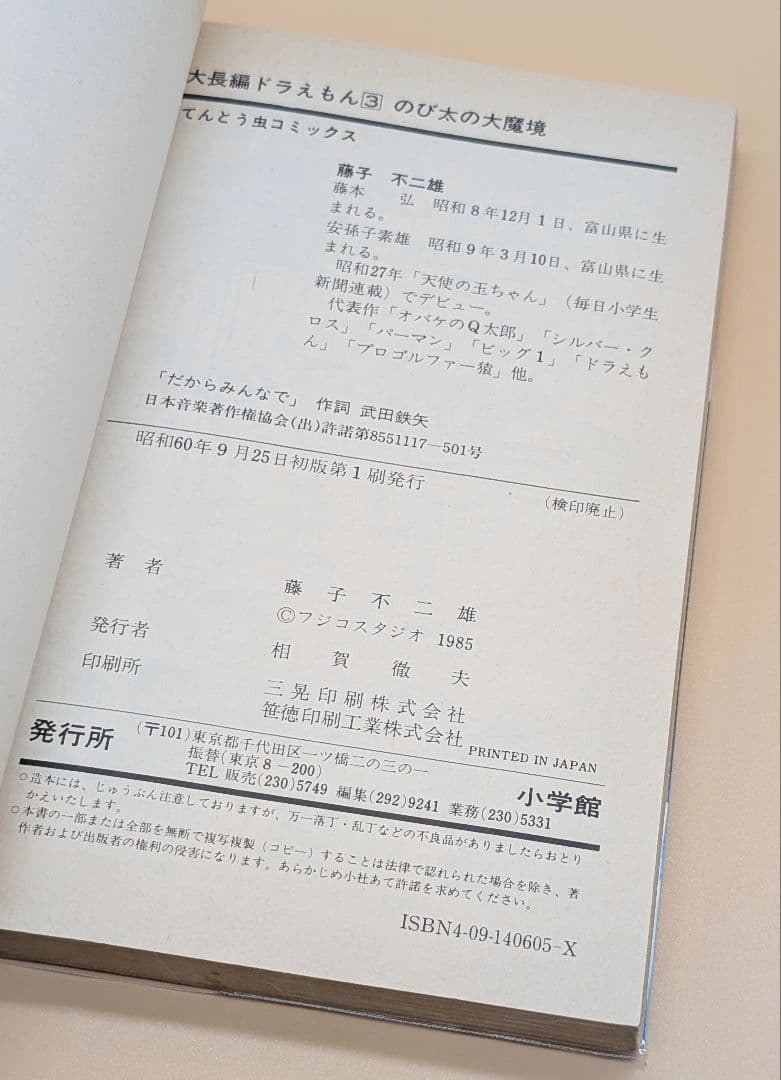 大長編ドラえもん3 のび太の大魔境
てんとう虫コミックス
藤子 不二雄
藤本 弘 昭和8年12月1日、富山県に生
まれる。
安孫子素雄 昭和9年3月10日、富山県に生
まれる。
昭和27年「天使の玉ちゃん」(毎日小学生
新聞連載)でデビュー。
代表作「オバケのQ太郎」「シルバー・ク
ロス」「パーマン」「ビッグ1」「ドラえも
ん」「プロゴルファー猿」他。
「だからみんなで」作詞 武田鉄矢
日本音楽著作権協会(出)許諾第8551117—501号
昭和60年9月25日初版第1刷発行
(検印廃止)
著者 藤子不二雄
©フジコスタジオ 1985
発行者 相賀徹夫
印刷所 三晃印刷株式会社
笹徳印刷工業株式会社
PRINTED IN JAPAN
発行所 (〒101)東京都千代田区一ツ橋二の三の一
振替(東京8-200)
TEL 販売(230)5749 編集(292)9241 業務(230)5331
小学館
○造本には、じゅうぶん注意しておりますが、万一落丁・乱丁などの不良品がありましたらおとり
かえいたします。
○本書の一部または全部を無断で複写複製(コピー)することは法律で認れられた場合を除き、著
作者および出版者の権利の侵害になります。あらかじめ小社あて許諾を求めてください。
ISBN4-09-140605-X